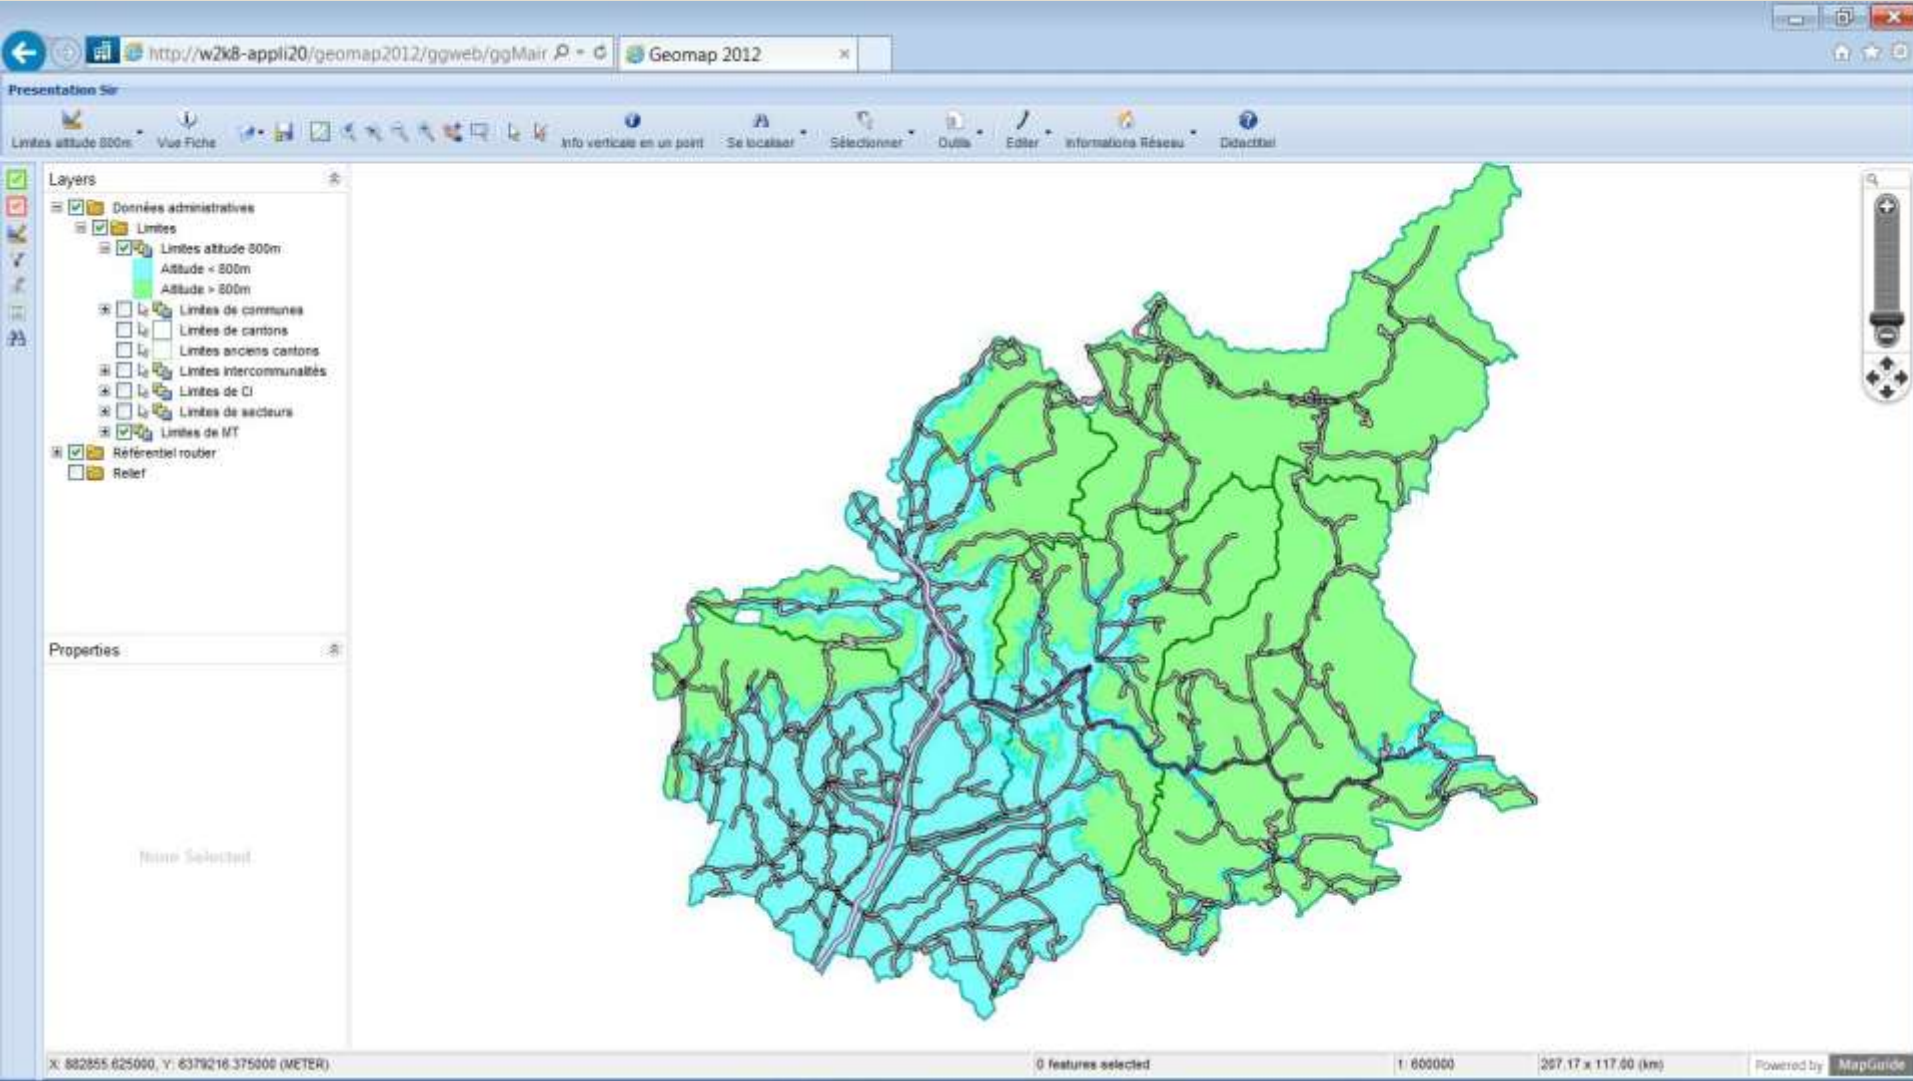 http://w2k8-appli20/geomap2012/ggweb/ggMair
Geomap 2012
Presentation Sir
Limites altitude 800m
Vue Fiche
Info verticale en un point
Se localiser
Sélectionner
Outils
Editer
Informations Réseau
Didactitiel
Layers
Données administratives
Limites
Limites altitude 800m
Altitude < 800m
Altitude > 800m
Limites de communes
Limites de cantons
Limites anciens cantons
Limites intercommunalités
Limites de CI
Limites de secteurs
Limites de MT
Référentiel routier
Relief
Properties
None Selected
X: 882855.625000, Y: 6379216.375000 (METER)
0 features selected
1: 600000
207.17 x 117.00 (km)
Powered by MapGuide